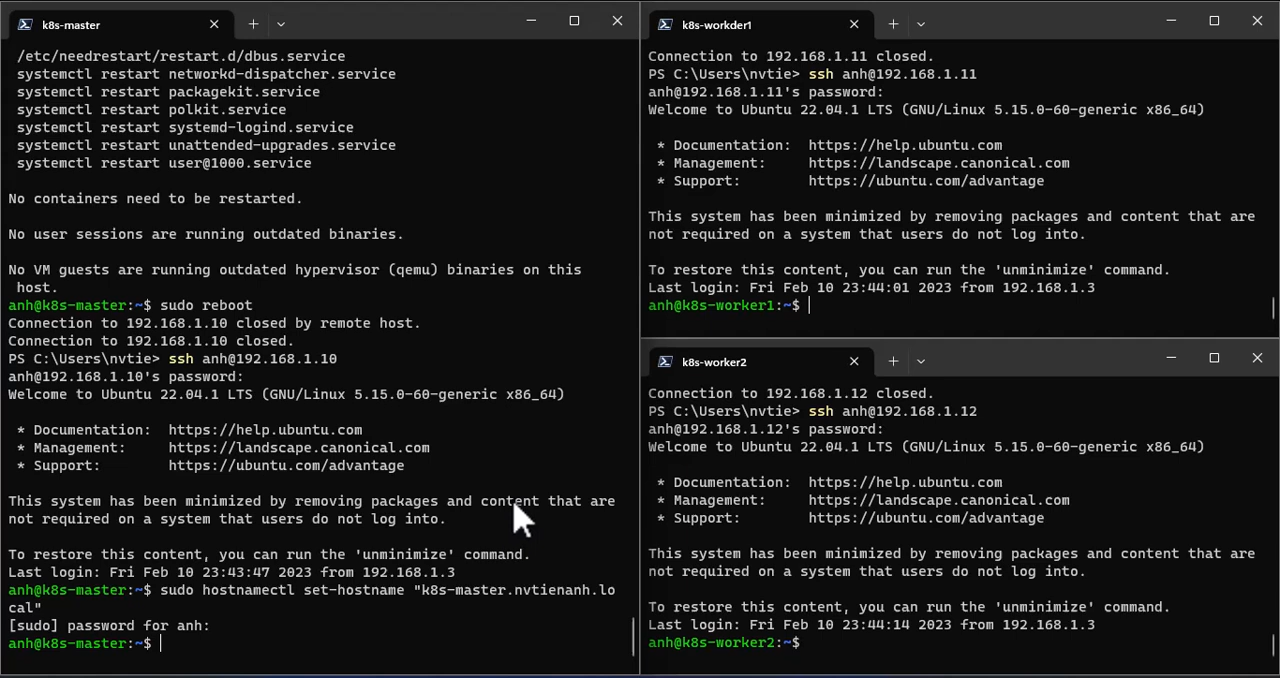 k8s-master
/etc/needrestart/restart.d/dbus.service
systemctl restart networkd-dispatcher.service
systemctl restart packagekit.service
systemctl restart polkit.service
systemctl restart systemd-logind.service
systemctl restart unattended-upgrades.service
systemctl restart user@1000.service
No containers need to be restarted.
No user sessions are running outdated binaries.
No VM guests are running outdated hypervisor (qemu) binaries on this
host.
anh@k8s-master:~$ sudo reboot
Connection to 192.168.1.10 closed by remote host.
Connection to 192.168.1.10 closed.
PS C:\Users\nvtie> ssh anh@192.168.1.10
anh@192.168.1.10's password:
Welcome to Ubuntu 22.04.1 LTS (GNU/Linux 5.15.0-60-generic x86_64)
* Documentation: https://help.ubuntu.com
* Management: https://landscape.canonical.com
* Support: https://ubuntu.com/advantage
This system has been minimized by removing packages and content that are
not required on a system that users do not log into.
To restore this content, you can run the 'unminimize' command.
Last login: Fri Feb 10 23:43:47 2023 from 192.168.1.3
anh@k8s-master:~$ sudo hostnamectl set-hostname "k8s-master.nvtienanh.lo
cal"
[sudo] password for anh:
anh@k8s-master:~$
k8s-workder1
Connection to 192.168.1.11 closed.
PS C:\Users\nvtie> ssh anh@192.168.1.11
anh@192.168.1.11's password:
Welcome to Ubuntu 22.04.1 LTS (GNU/Linux 5.15.0-60-generic x86_64)
* Documentation: https://help.ubuntu.com
* Management: https://landscape.canonical.com
* Support: https://ubuntu.com/advantage
This system has been minimized by removing packages and content that are
not required on a system that users do not log into.
To restore this content, you can run the 'unminimize' command.
Last login: Fri Feb 10 23:44:01 2023 from 192.168.1.3
anh@k8s-worker1:~$
k8s-worker2
Connection to 192.168.1.12 closed.
PS C:\Users\nvtie> ssh anh@192.168.1.12
anh@192.168.1.12's password:
Welcome to Ubuntu 22.04.1 LTS (GNU/Linux 5.15.0-60-generic x86_64)
* Documentation: https://help.ubuntu.com
* Management: https://landscape.canonical.com
* Support: https://ubuntu.com/advantage
This system has been minimized by removing packages and content that are
not required on a system that users do not log into.
To restore this content, you can run the 'unminimize' command.
Last login: Fri Feb 10 23:44:14 2023 from 192.168.1.3
anh@k8s-worker2:~$